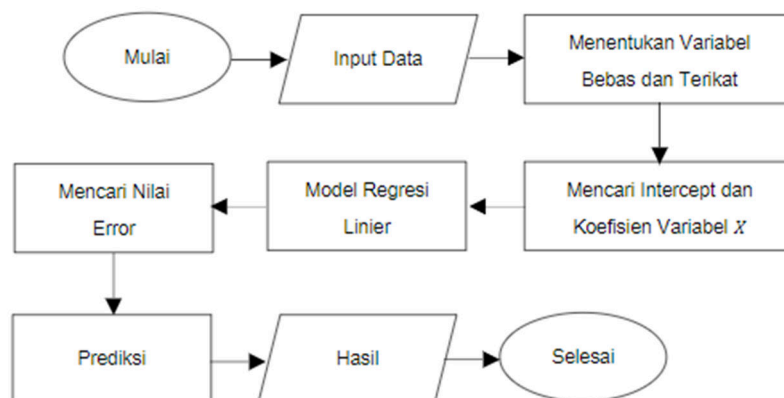 Mulai
Input Data
Menentukan Variabel
Bebas dan Terikat
Mencari Intercept dan
Koefisien Variabel X
Model Regresi
Linier
Mencari Nilai
Error
Prediksi
Hasil
Selesai